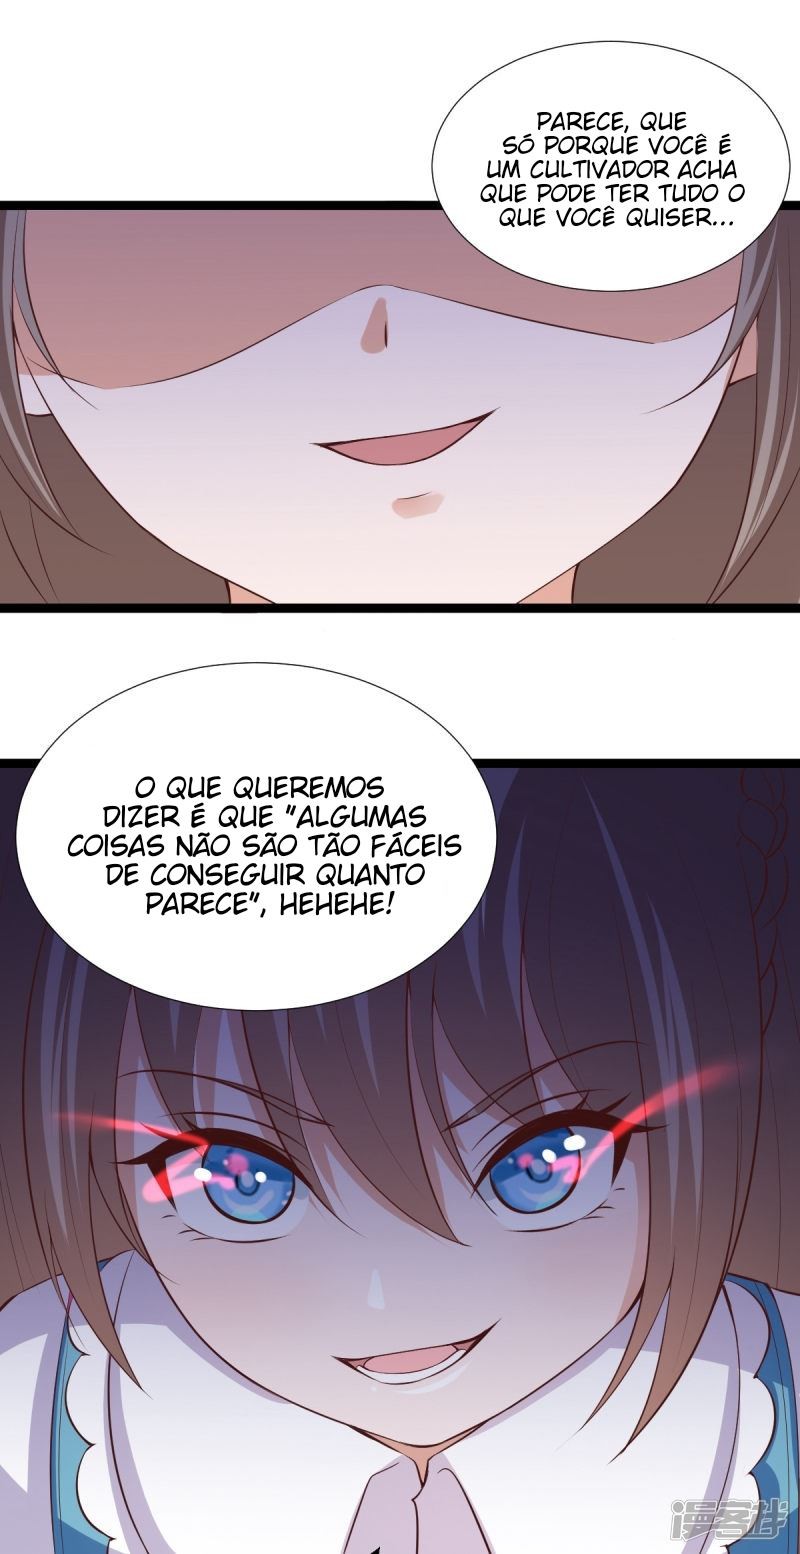 PARECE, QUE
SÓ PORQUE VOCÊ É
UM CULTIVADOR ACHA
QUE PODE TER TUDO O
QUE VOCÊ QUISER...
O QUE QUEREMOS
DIZER É QUE "ALGUMAS
COISAS NÃO SÃO TÃO FÁCEIS
DE CONSEGUIR QUANTO
PARECE", HEHEHE!
漫客栈